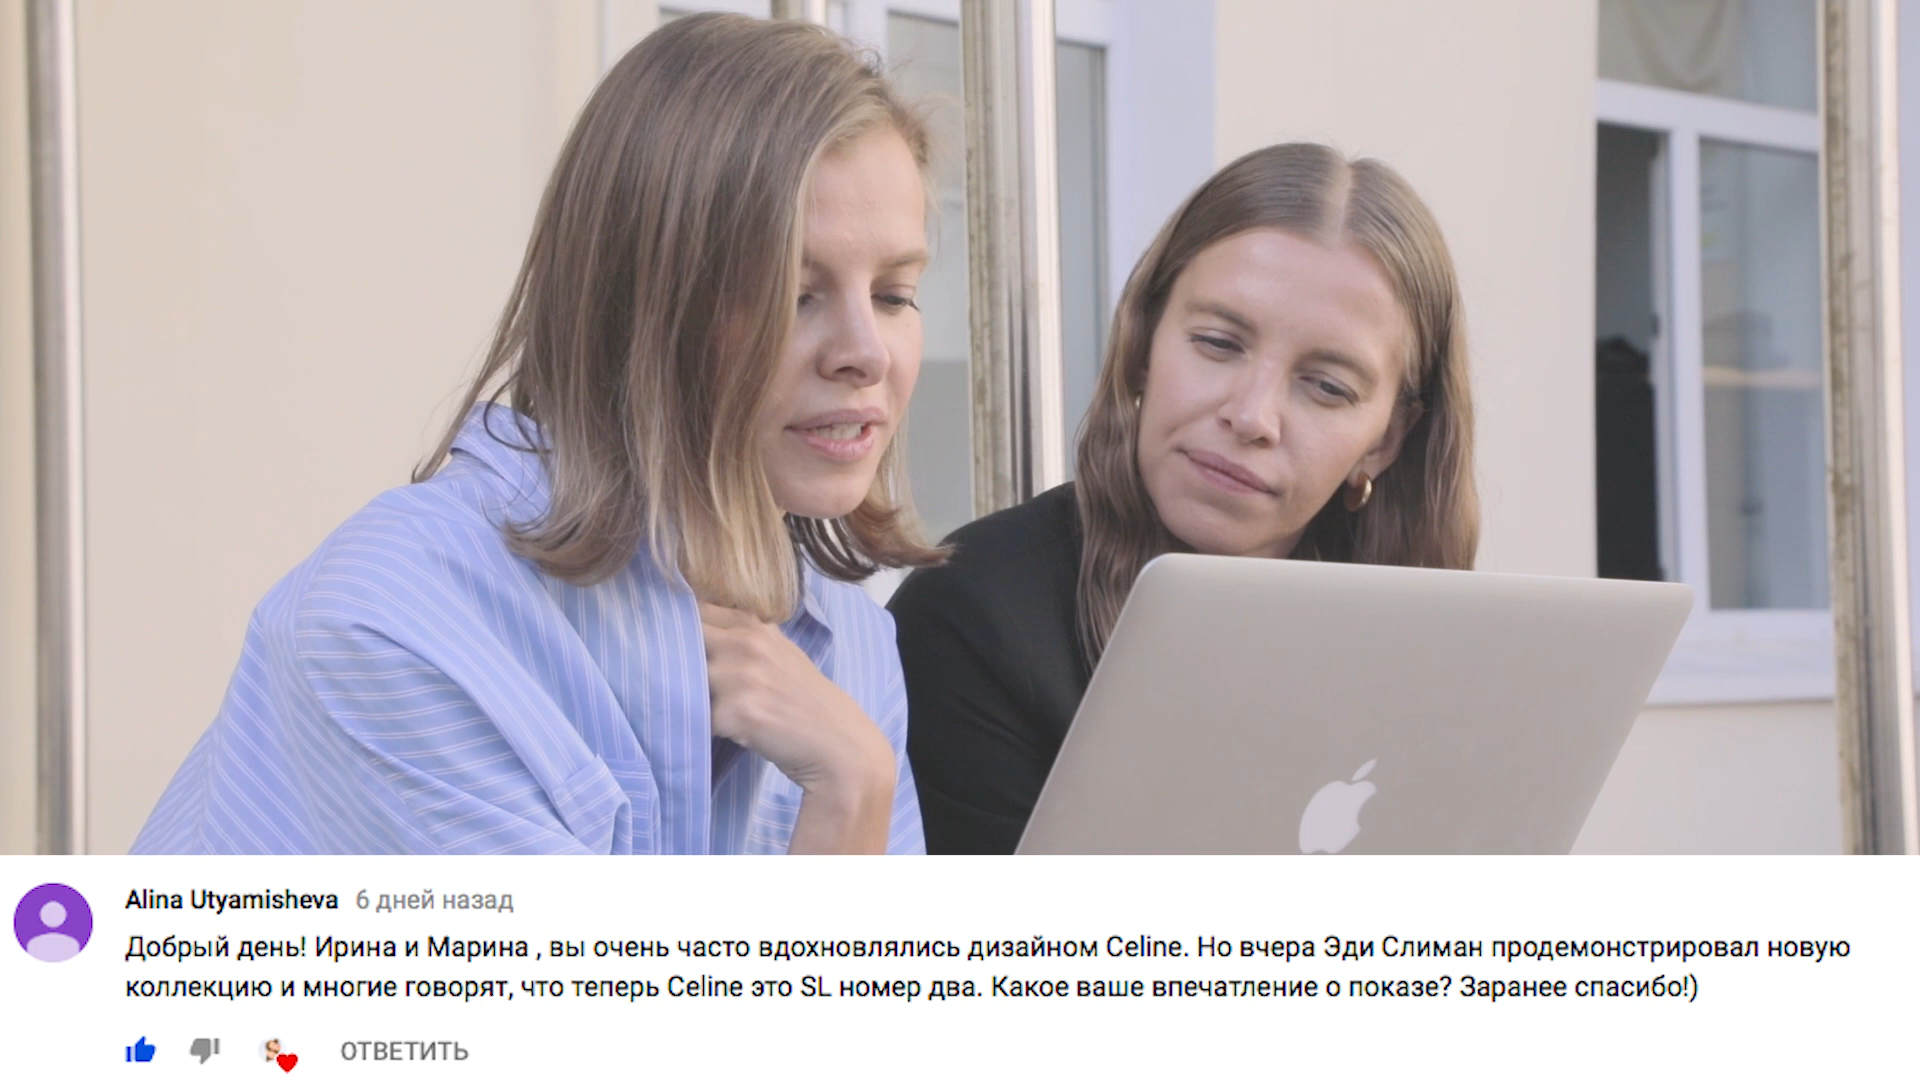 Alina Utyamisheva 6 дней назад
Добрый день! Ирина и Марина , вы очень часто вдохновлялись дизайном Celine. Но вчера Эди Слиман продемонстрировал новую
коллекцию и многие говорят, что теперь Celine это SL номер два. Какое ваше впечатление о показе? Заранее спасибо!)
ОТВЕТИТЬ